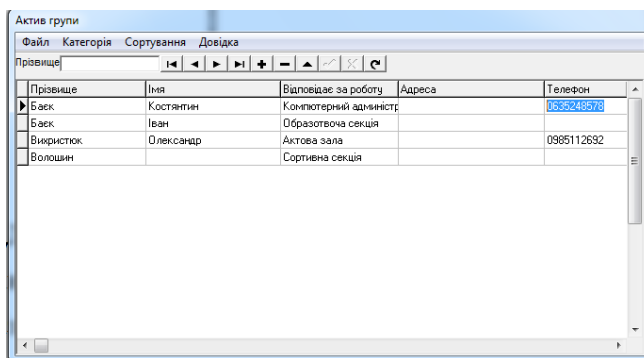 Актив групи
Файл Категорія Сортування Довідка
Прізвище
Прізвище Імя Відповідає за роботу Адреса Телефон
Баєк Костянтин Компютерний адміністр 0635248578
Баєк Іван Образотвоча секція
Вихристюк Олександр Актова зала 0985112692
Волошин Сортивна секція